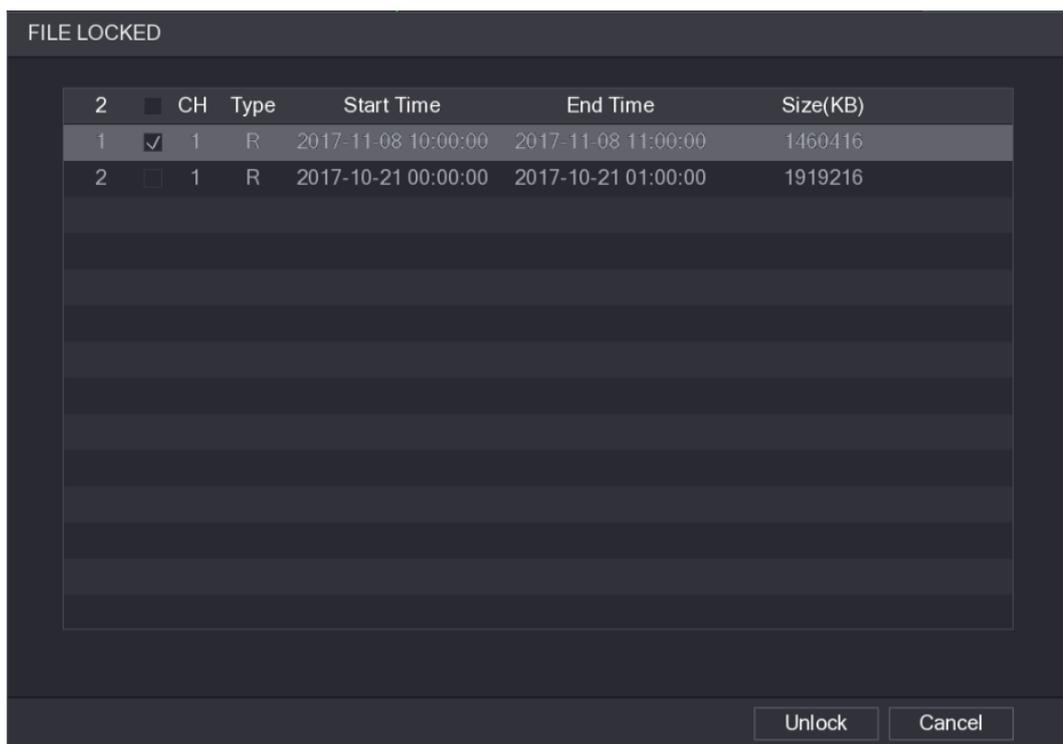 FILE LOCKED
2 CH Type Start Time End Time Size(KB)
1 1 R 2017-11-08 10:00:00 2017-11-08 11:00:00 1460416
2 1 R 2017-10-21 00:00:00 2017-10-21 01:00:00 1919216
Unlock Cancel